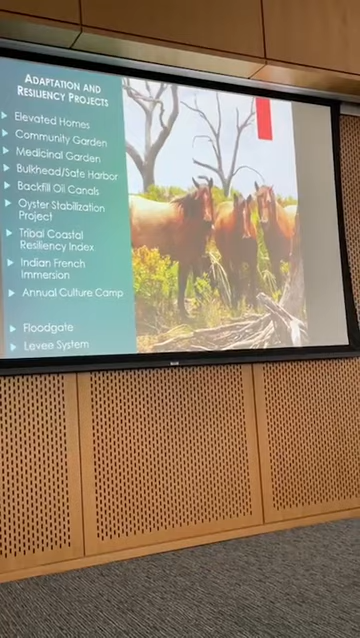 ADAPTATION AND
RESILIENCY PROJECTS
Elevated Homes
Community Garden
Medicinal Garden
Bulkhead/Safe Harbor
Backfill Oil Canals
Oyster Stabilization
Project
Tribal Coastal
Resiliency Index
Indian French
Immersion
Annual Culture Camp
Floodgate
Levee System